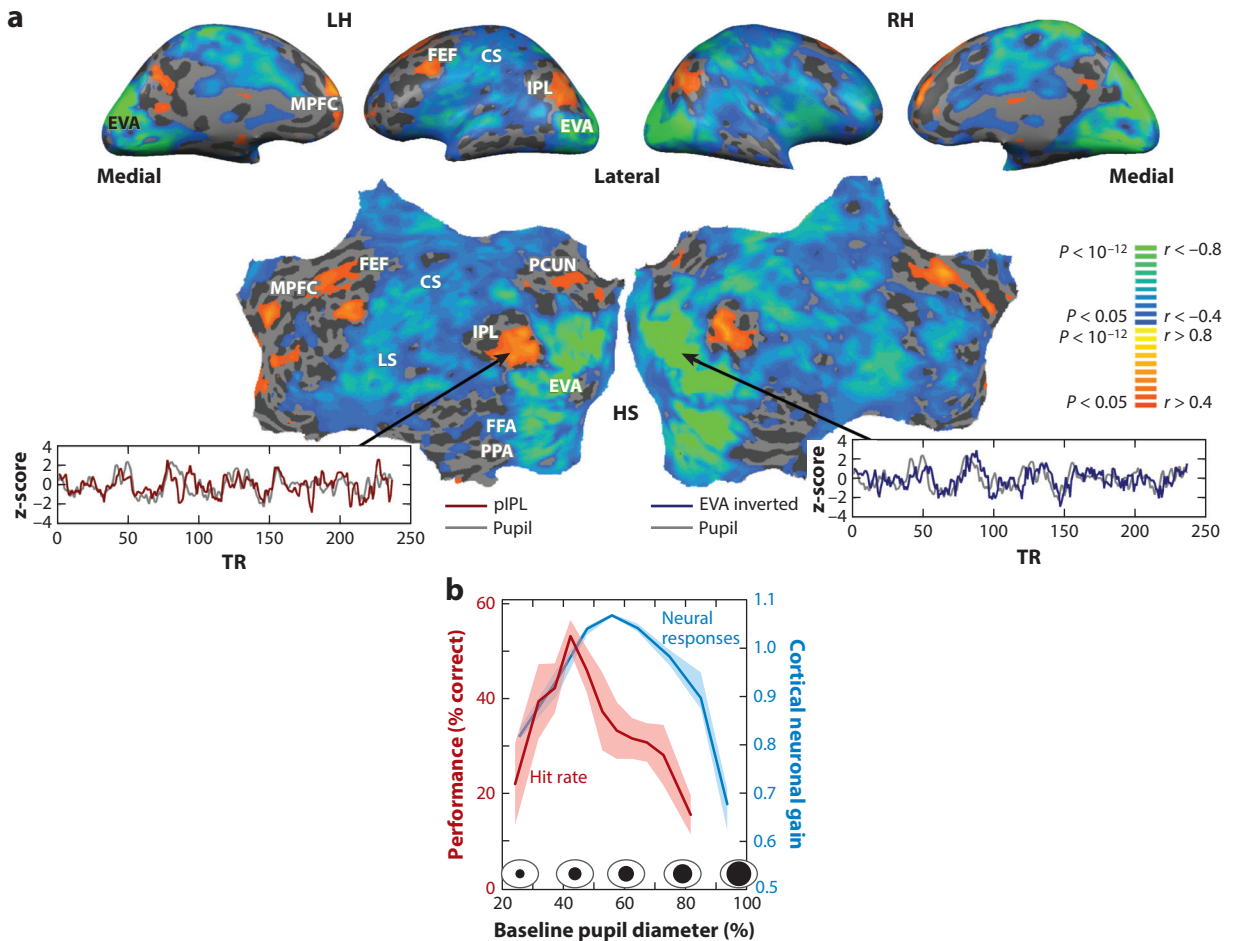 a
LH
RH
FEF
CS
IPL
MPFC
EVA
EVA
Medial
Lateral
Medial
FEF
MPFC
CS
PCUN
IPL
LS
EVA
HS
FFA
PPA
P < 10⁻¹² r < –0.8
P < 0.05 r < –0.4
P < 10⁻¹² r > 0.8
P < 0.05 r > 0.4
z-score
4
2
0
−2
−4
0 50 100 150 200 250
TR
pIPL
Pupil
EVA inverted
Pupil
z-score
4
2
0
−2
−4
0 50 100 150 200 250
TR
b
Performance (% correct)
60
40
20
0
Neural
responses
Hit rate
Cortical neuronal gain
1.1
1.0
0.9
0.8
0.7
0.6
0.5
20 40 60 80 100
Baseline pupil diameter (%)